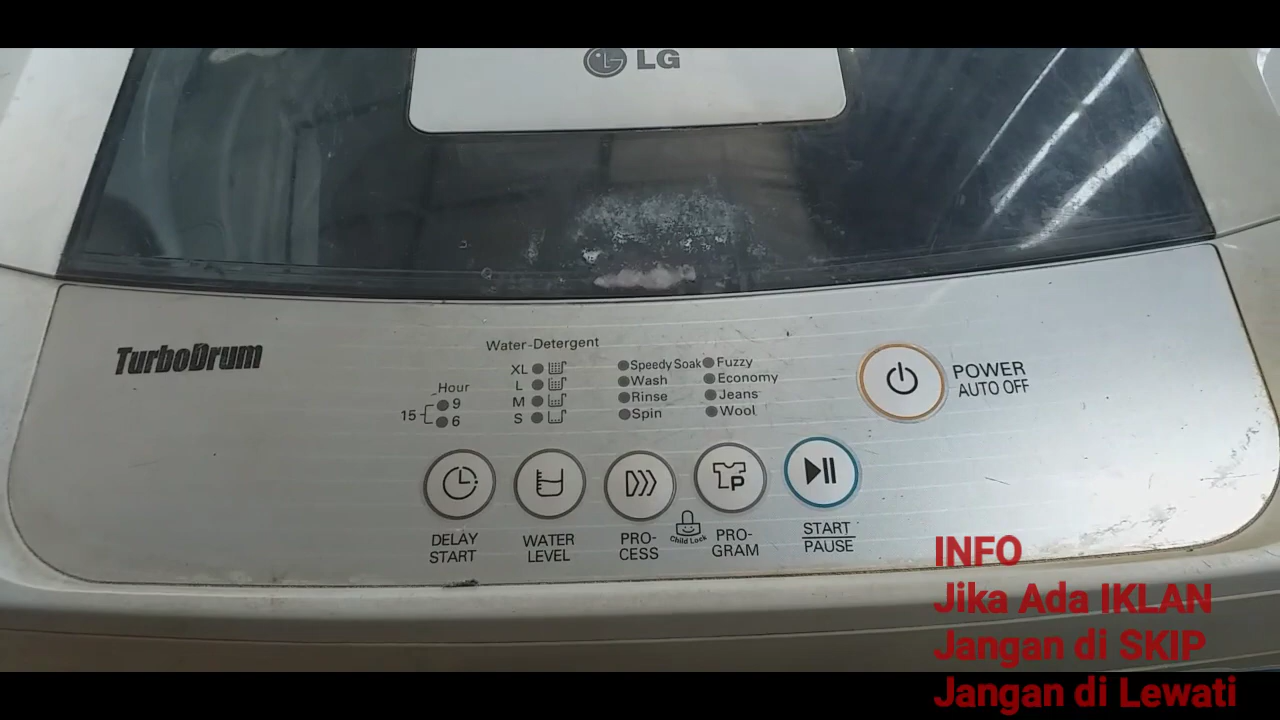 LG
TurboDrum
Water-Detergent
XL
L
M
S
Hour
15
9
6
Speedy Soak
Wash
Rinse
Spin
Fuzzy
Economy
Jeans
Wool
POWER
AUTO OFF
DELAY
START
WATER
LEVEL
PRO-
CESS
Child Lock
P
PRO-
GRAM
START
PAUSE
INFO
Jika Ada IKLAN
Jangan di SKIP
Jangan di Lewati